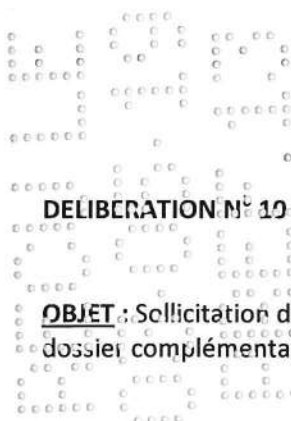 DELIBERATION N° 10
OBJET : Sollicitation d
dossier complémenta